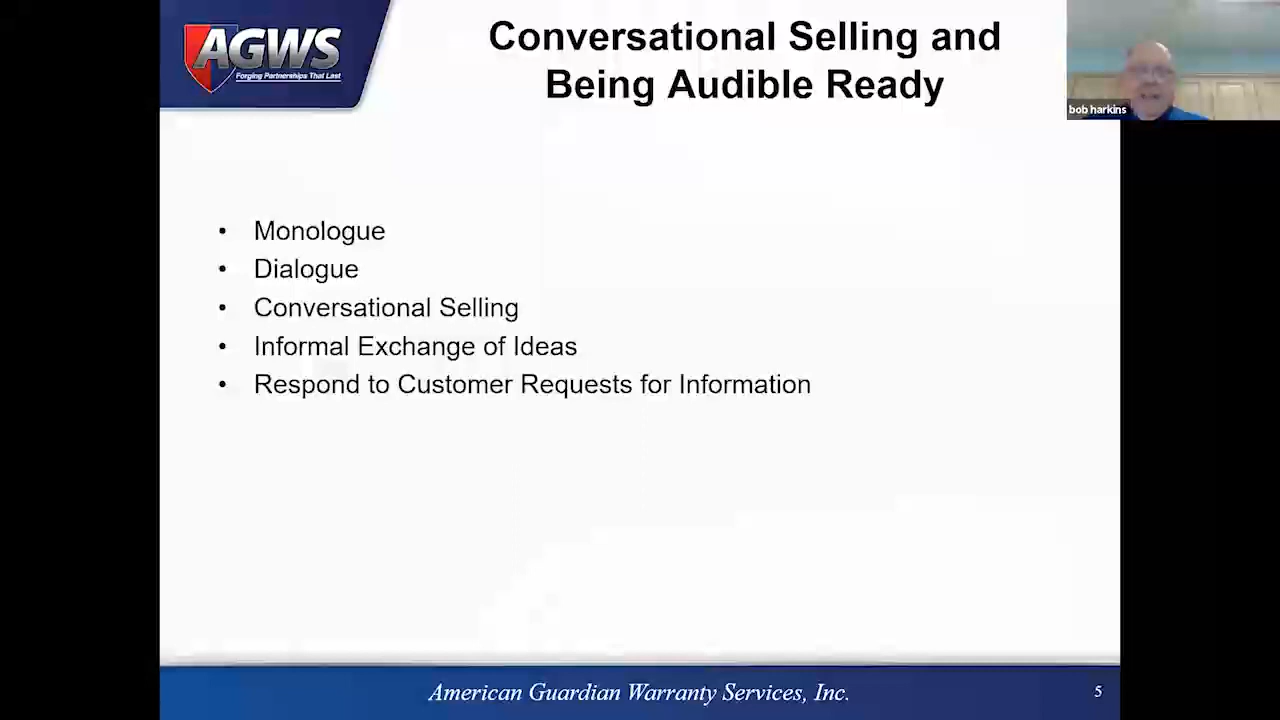 AGWS
Forging Partnerships That Last
Conversational Selling and
Being Audible Ready
bob harkins
• Monologue
• Dialogue
• Conversational Selling
• Informal Exchange of Ideas
• Respond to Customer Requests for Information
American Guardian Warranty Services, Inc.
5